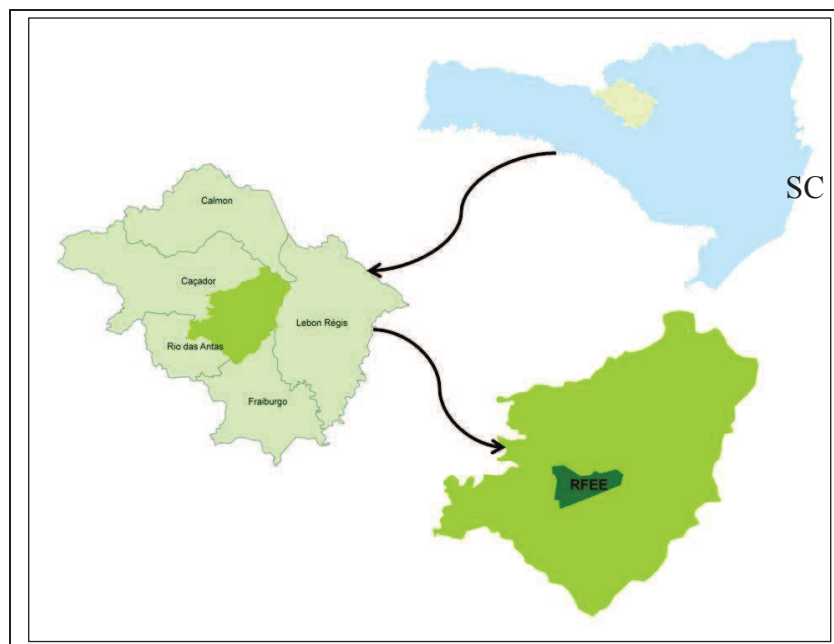 SC
Calmon
Caçador
Lebon Régis
Rio das Antas
Fraiburgo
RFEE